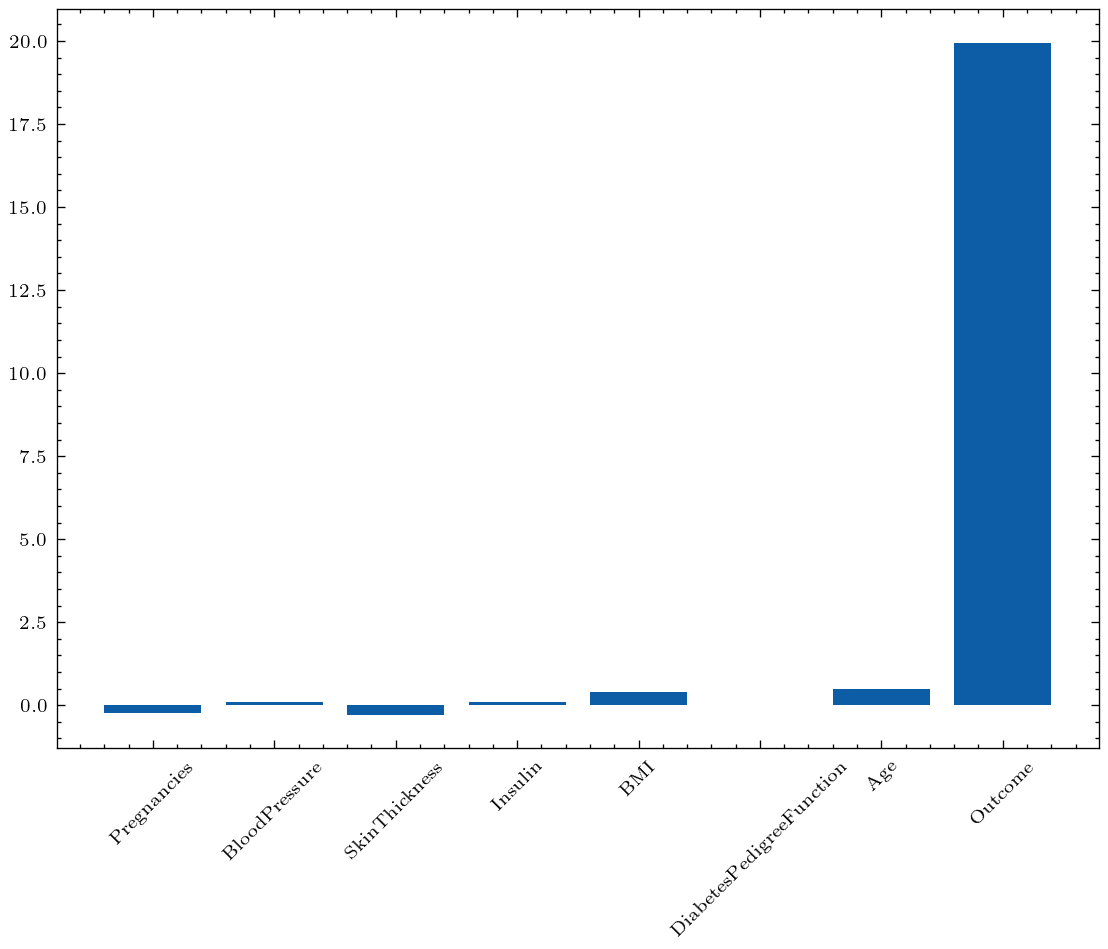 20.0
17.5
15.0
12.5
10.0
7.5
5.0
2.5
0.0
Pregnancies
BloodPressure
SkinThickness
Insulin
BMI
DiabetesPedigreeFunction
Age
Outcome